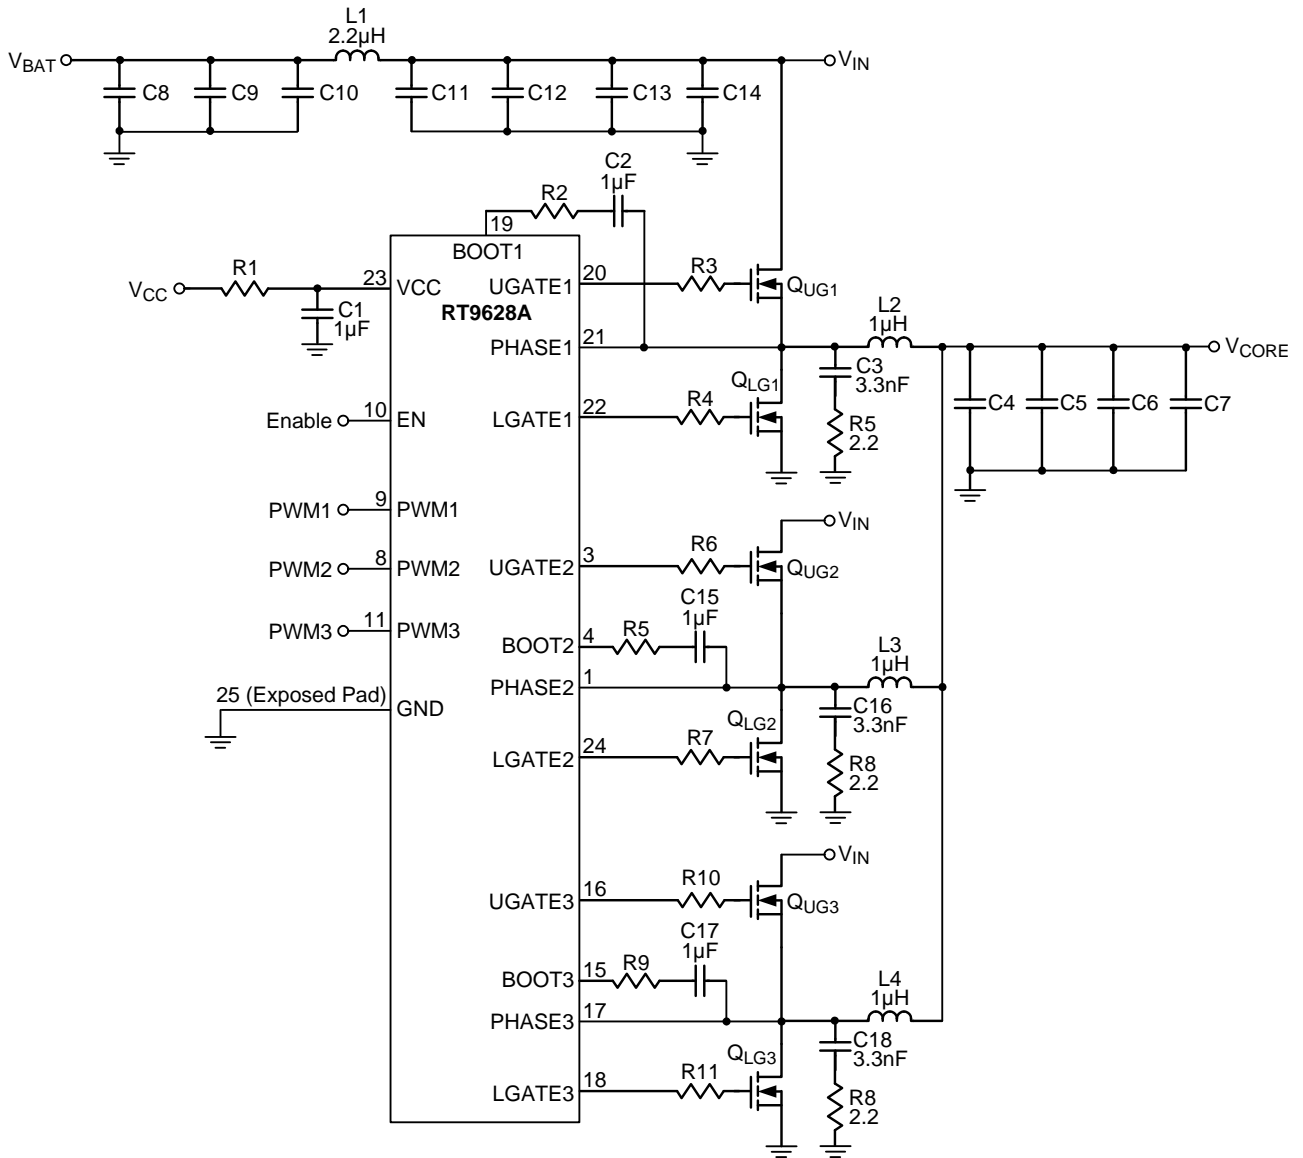 L1
2.2µH
VBAT
VIN
C8
C9
C10
C11
C12
C13
C14
C2
1µF
R2
19
BOOT1
R1
VCC
23
VCC
C1
1µF
RT9628A
UGATE1
20
R3
QUG1
PHASE1
21
L2
1µH
VCORE
C3
3.3nF
QLG1
R4
LGATE1
22
R5
2.2
C4
C5
C6
C7
Enable
10
EN
PWM1
9
PWM1
VIN
UGATE2
3
R6
QUG2
PWM2
8
PWM2
C15
1µF
PWM3
11
PWM3
BOOT2
4
R5
L3
1µH
PHASE2
1
25 (Exposed Pad)
GND
C16
3.3nF
QLG2
LGATE2
24
R7
R8
2.2
VIN
UGATE3
16
R10
QUG3
C17
1µF
BOOT3
15
R9
L4
1µH
PHASE3
17
C18
3.3nF
QLG3
LGATE3
18
R11
R8
2.2